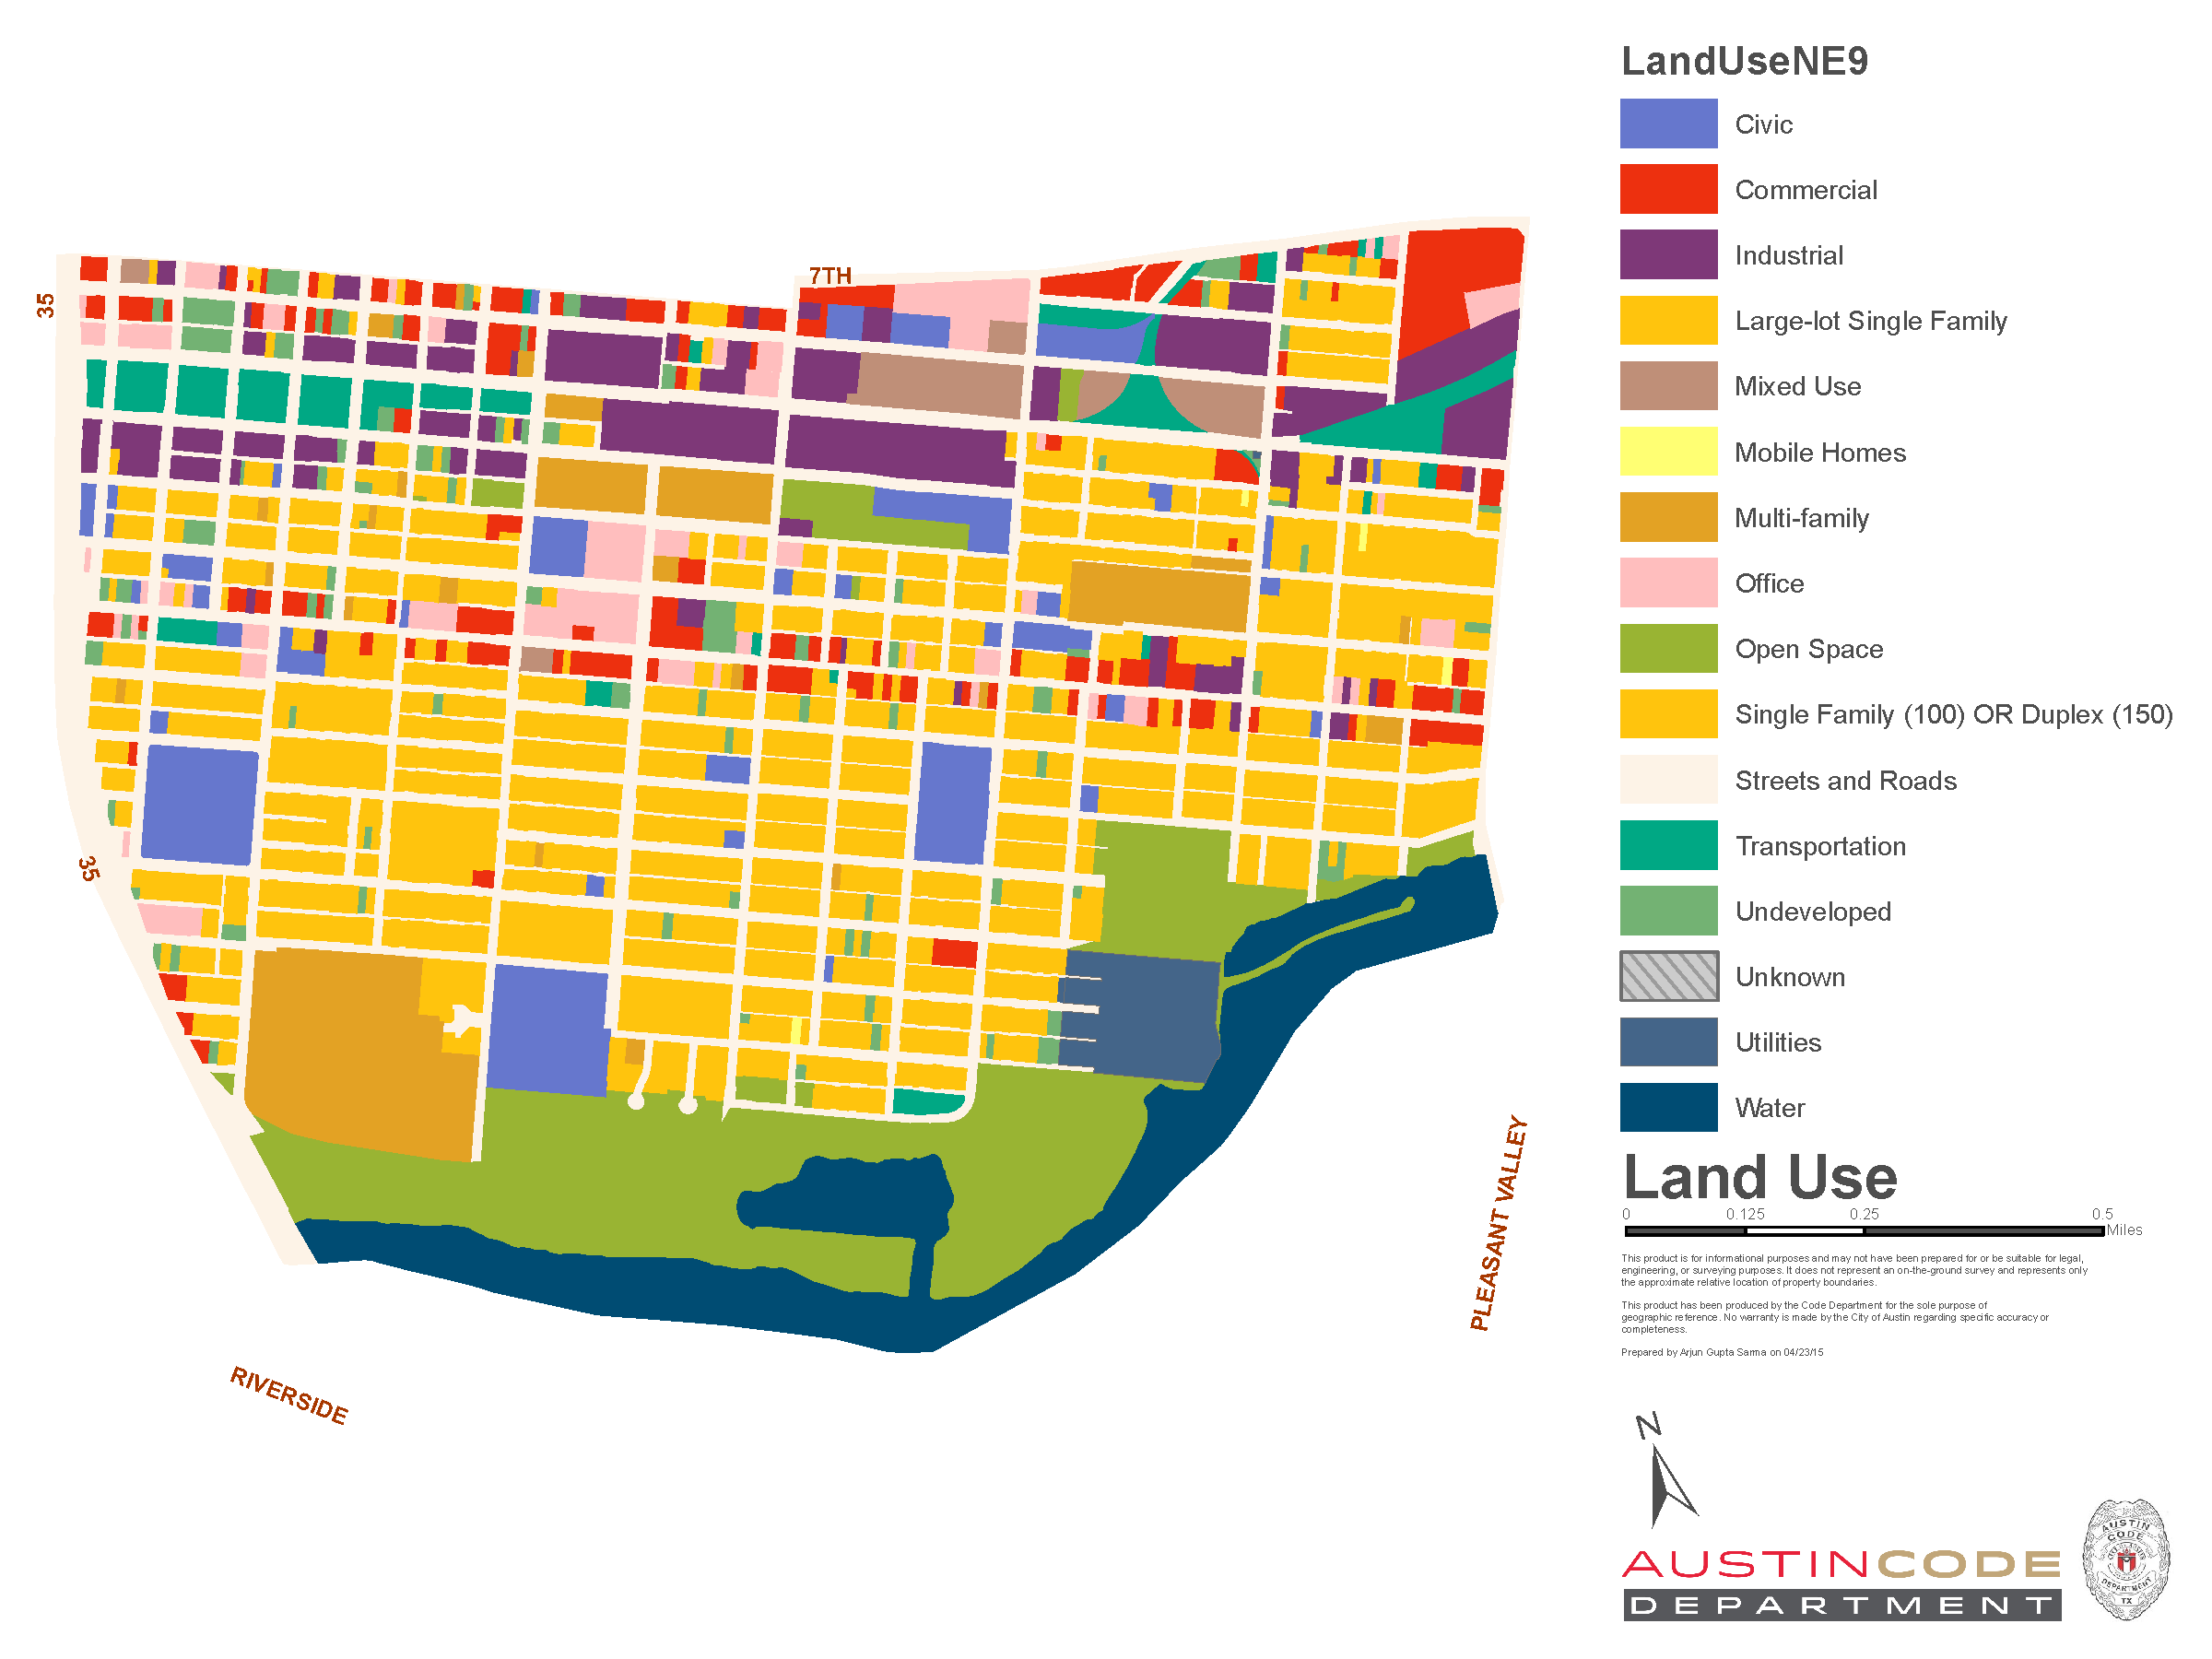 LandUseNE9
Civic
Commercial
Industrial
Large-lot Single Family
Mixed Use
Mobile Homes
Multi-family
Office
Open Space
Single Family (100) OR Duplex (150)
Streets and Roads
Transportation
Undeveloped
Unknown
Utilities
Water
Land Use
0 0.125 0.25 0.5
Miles
This product is for informational purposes and may not have been prepared for or be suitable for legal,
engineering, or surveying purposes. It does not represent an on-the-ground survey and represents only
the approximate relative location of property boundaries.
This product has been produced by the Code Department for the sole purpose of
geographic reference. No warranty is made by the City of Austin regarding specific accuracy or
completeness.
Prepared by Arjun Gupta Sarma on 04/23/15
N
AUSTINCODE
DEPARTMENT
AUSTIN
CODE
DEPARTMENT
TX
7TH
35
35
RIVERSIDE
PLEASANT VALLEY